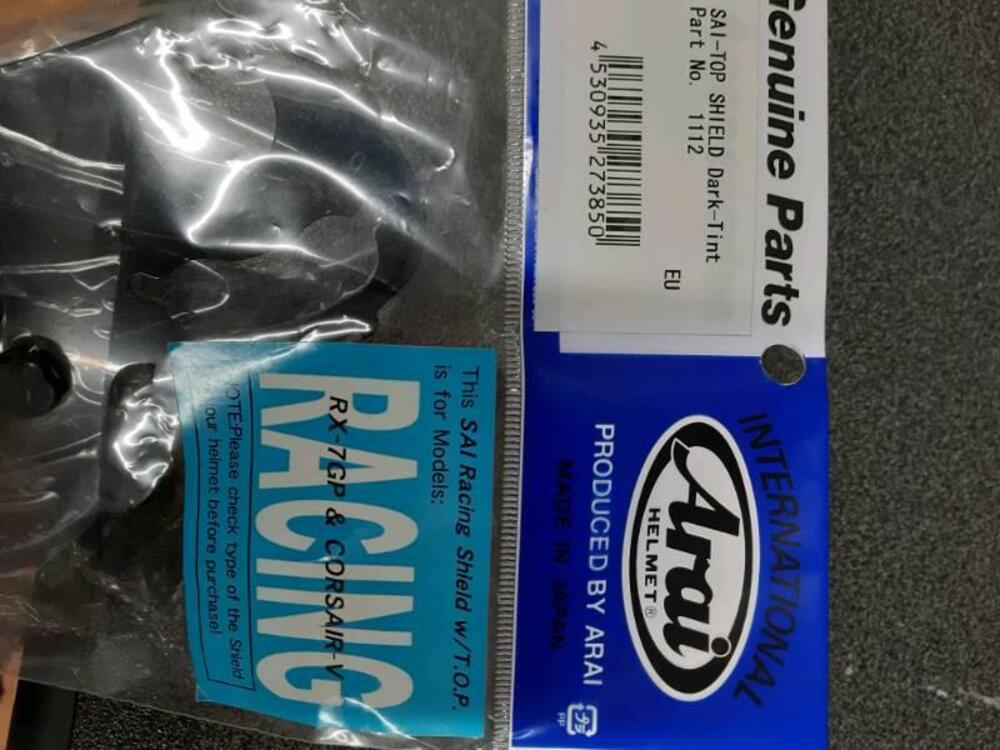 Genuine Parts
SAI-TOP SHIELD Dark-Tint
Part No. 1112
EU
4 530935 273850
INTERNATIONAL
Arai
HELMET®
PRODUCED BY ARAI
MADE IN JAPAN
PP
This SAI Racing Shield w/T.O.P.
is for Models:
RACING
RX-7GP & CORSAIR-V
NOTE:Please check type of the Shield
your helmet before purchase!